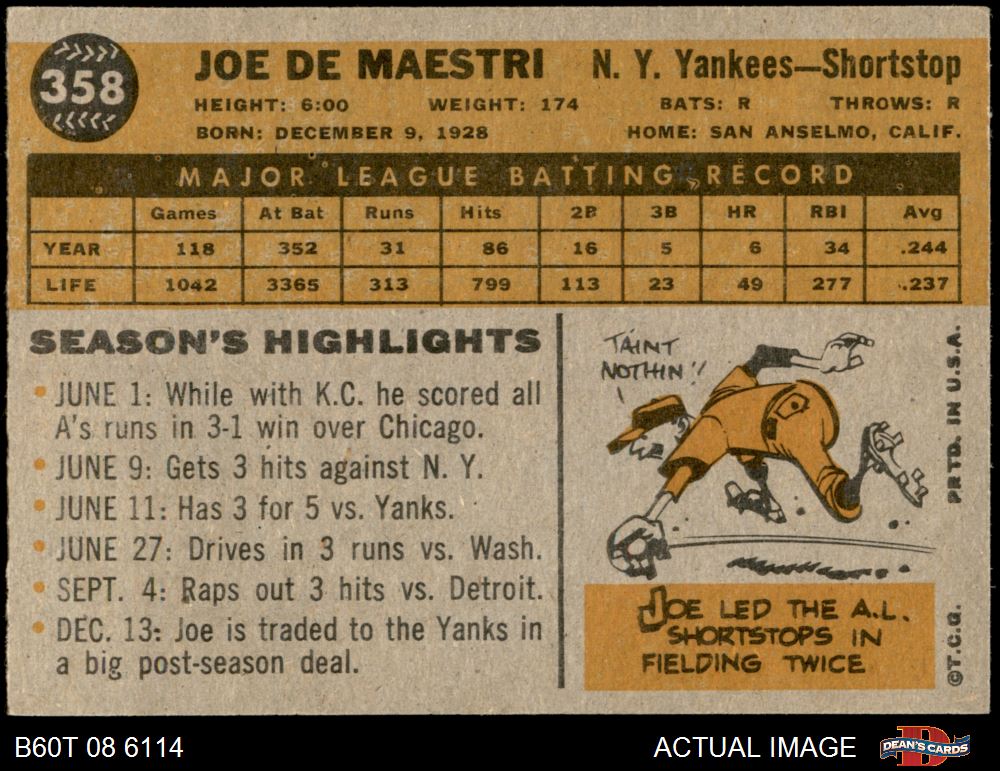 358
JOE DE MAESTRI N. Y. Yankees—Shortstop
HEIGHT: 6:00 WEIGHT: 174 BATS: R THROWS: R
BORN: DECEMBER 9, 1928 HOME: SAN ANSELMO, CALIF.
MAJOR LEAGUE BATTING RECORD
Games At Bat Runs Hits 2B 3B HR RBI Avg
YEAR 118 352 31 86 16 5 6 34 .244
LIFE 1042 3365 313 799 113 23 49 277 .237
SEASON'S HIGHLIGHTS
• JUNE 1: While with K.C. he scored all
A's runs in 3-1 win over Chicago.
• JUNE 9: Gets 3 hits against N. Y.
• JUNE 11: Has 3 for 5 vs. Yanks.
• JUNE 27: Drives in 3 runs vs. Wash.
• SEPT. 4: Raps out 3 hits vs. Detroit.
• DEC. 13: Joe is traded to the Yanks in
a big post-season deal.
TAINT
NOTHIN'!!
JOE LED THE A.L.
SHORTSTOPS IN
FIELDING TWICE
©T.C.G. PRTD. IN U.S.A.
B60T 08 6114 ACTUAL IMAGE
DEAN'S CARDS